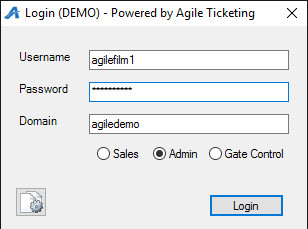 Login (DEMO) - Powered by Agile Ticketing
Username agilefilm1
Password **********
Domain agiledemo
Sales Admin Gate Control
Login